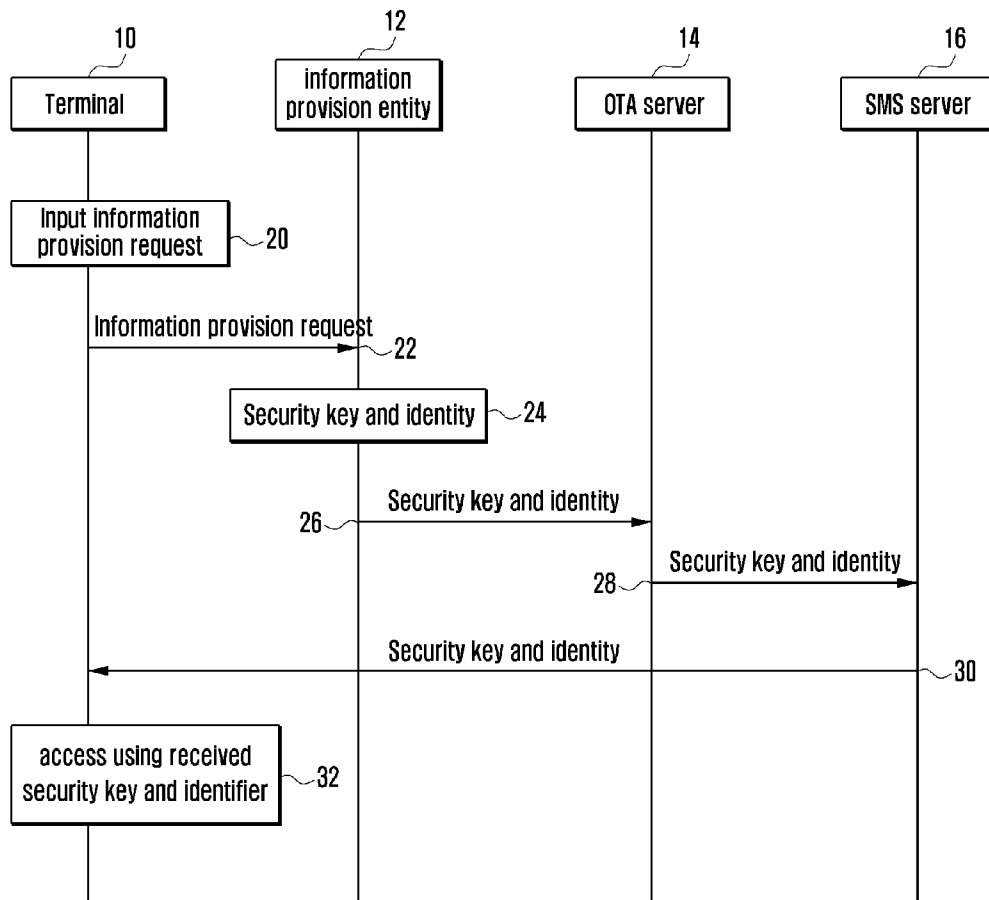 10
12
14
16
Terminal
information
provision entity
OTA server
SMS server
Input information
provision request
20
Information provision request
22
Security key and identity
24
Security key and identity
26
Security key and identity
28
Security key and identity
30
access using received
security key and identifier
32